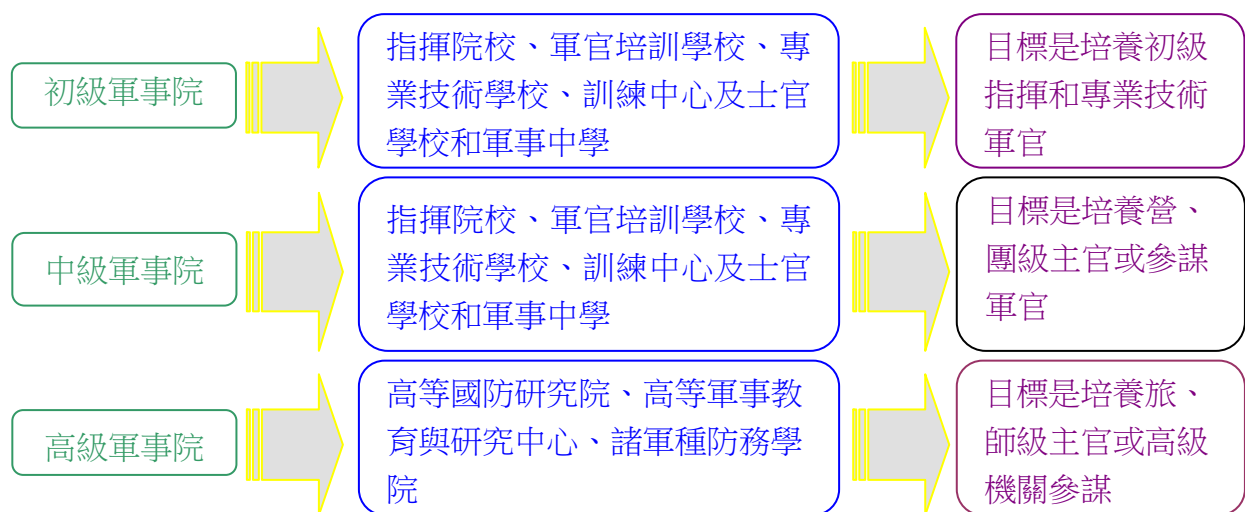 初級軍事院
指揮院校、軍官培訓學校、專
業技術學校、訓練中心及士官
學校和軍事中學
目標是培養初級
指揮和專業技術
軍官
中級軍事院
指揮院校、軍官培訓學校、專
業技術學校、訓練中心及士官
學校和軍事中學
目標是培養營、
團級主官或參謀
軍官
高級軍事院
高等國防研究院、高等軍事教
育與研究中心、諸軍種防務學
院
目標是培養旅、
師級主官或高級
機關參謀